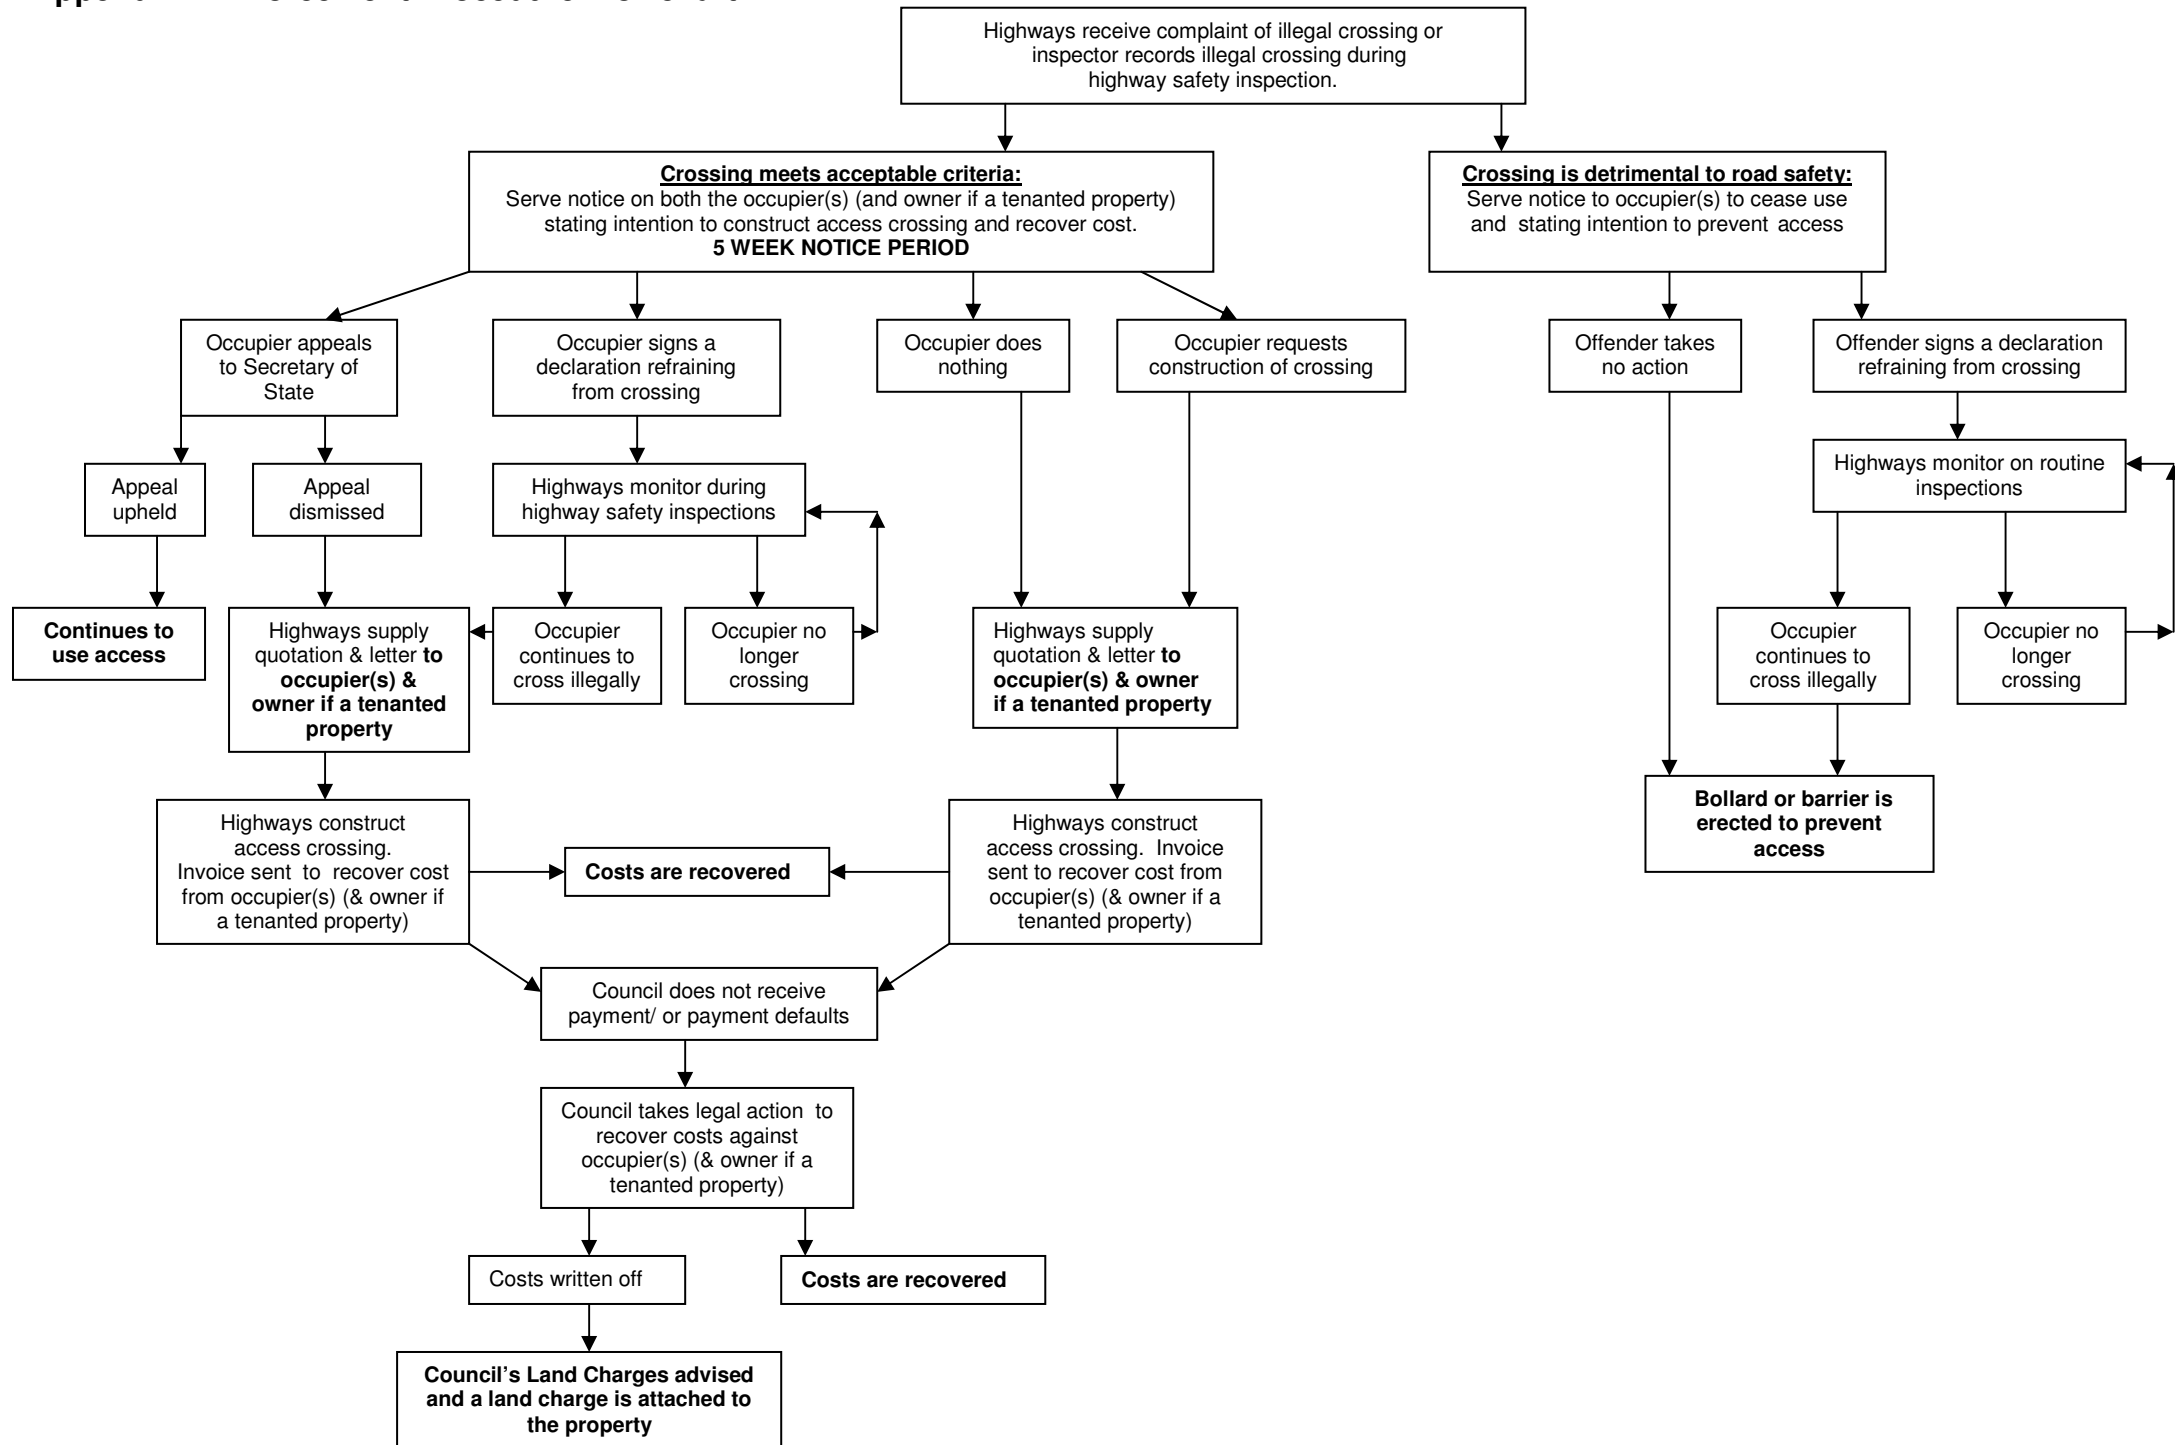 Highways receive complaint of illegal crossing or
inspector records illegal crossing during
highway safety inspection.
Crossing meets acceptable criteria:
Serve notice on both the occupier(s) (and owner if a tenanted property)
stating intention to construct access crossing and recover cost.
5 WEEK NOTICE PERIOD
Crossing is detrimental to road safety:
Serve notice to occupier(s) to cease use
and stating intention to prevent access
Occupier appeals
to Secretary of
State
Occupier signs a
declaration refraining
from crossing
Occupier does
nothing
Occupier requests
construction of crossing
Offender takes
no action
Offender signs a declaration
refraining from crossing
Appeal
upheld
Appeal
dismissed
Highways monitor during
highway safety inspections
Highways monitor on routine
inspections
Continues to
use access
Highways supply
quotation & letter to
occupier(s) &
owner if a tenanted
property
Occupier
continues to
cross illegally
Occupier no
longer
crossing
Highways supply
quotation & letter to
occupier(s) & owner
if a tenanted property
Occupier
continues to
cross illegally
Occupier no
longer
crossing
Highways construct
access crossing.
Invoice sent to recover cost
from occupier(s) (& owner if
a tenanted property)
Costs are recovered
Highways construct
access crossing. Invoice
sent to recover cost from
occupier(s) (& owner if a
tenanted property)
Bollard or barrier is
erected to prevent
access
Council does not receive
payment/ or payment defaults
Council takes legal action to
recover costs against
occupier(s) (& owner if a
tenanted property)
Costs written off
Costs are recovered
Council's Land Charges advised
and a land charge is attached to
the property